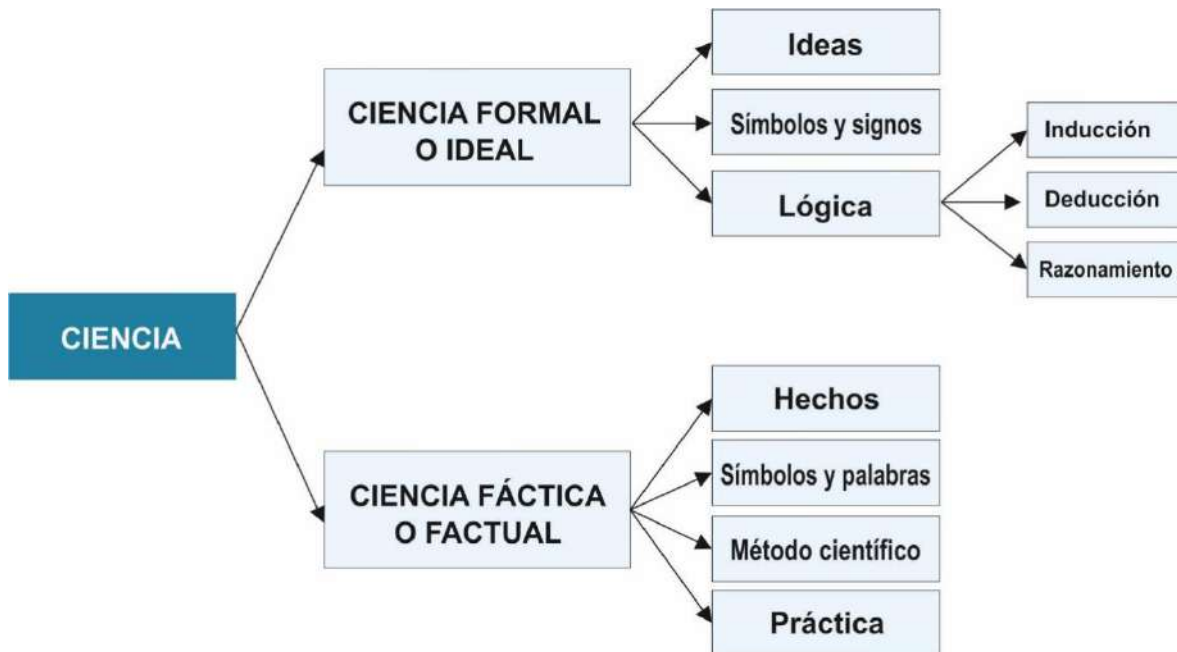 CIENCIA
CIENCIA FORMAL
O IDEAL
Ideas
Símbolos y signos
Lógica
Inducción
Deducción
Razonamiento
CIENCIA FÁCTICA
O FACTUAL
Hechos
Símbolos y palabras
Método científico
Práctica